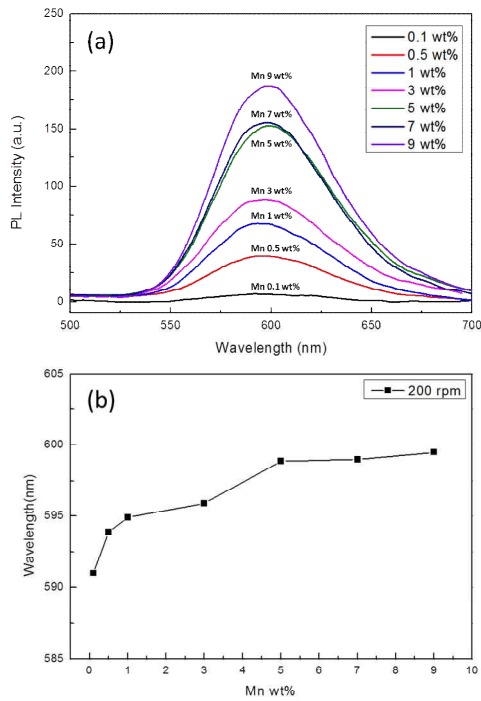 (a)
250
200
150
100
50
0
PL Intensity (a.u.)
Mn 9 wt%
Mn 7 wt%
Mn 5 wt%
Mn 3 wt%
Mn 1 wt%
Mn 0.5 wt%
Mn 0.1 wt%
0.1 wt%
0.5 wt%
1 wt%
3 wt%
5 wt%
7 wt%
9 wt%
500 550 600 650 700
Wavelength (nm)
(b)
200 rpm
605
600
595
590
585
Wavelength(nm)
0 1 2 3 4 5 6 7 8 9 10
Mn wt%